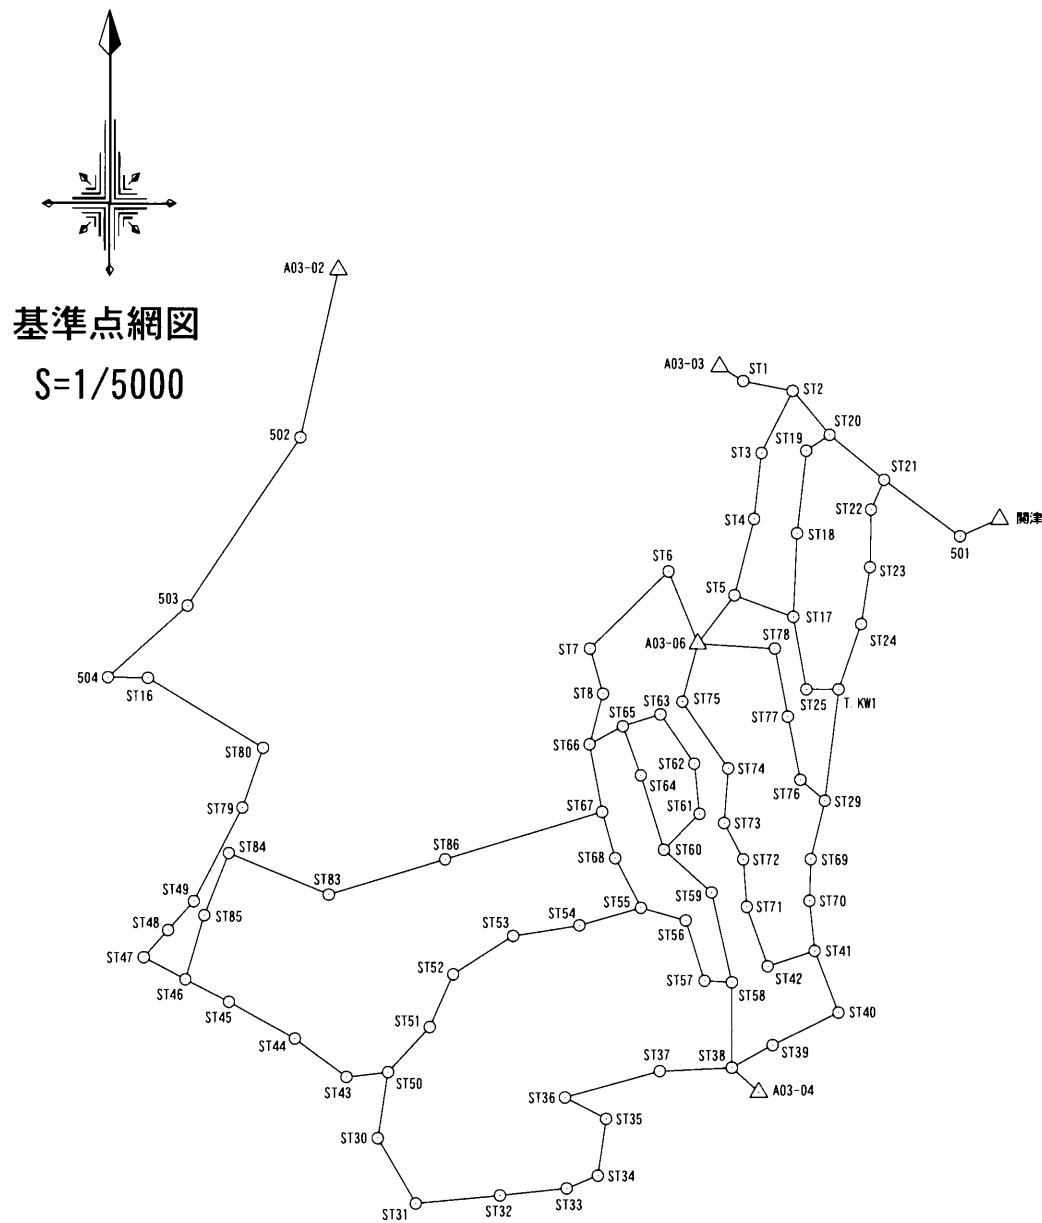 A03-02
基準点網図
S=1/5000
A03-03
ST1
ST2
ST20
ST19
ST3
502
ST21
ST22
ST4
関津
ST18
501
ST6
ST23
ST5
503
ST17
ST24
ST7
A03-06
ST78
504
ST16
ST8
ST75
ST25
T. KW1
ST63
ST65
ST77
ST66
ST80
ST62
ST74
ST64
ST76
ST29
ST79
ST67
ST61
ST73
ST84
ST86
ST68
ST60
ST72
ST69
ST83
ST59
ST49
ST70
ST85
ST55
ST71
ST48
ST53
ST54
ST56
ST47
ST41
ST42
ST52
ST46
ST57
ST58
ST45
ST40
ST51
ST44
ST39
ST37
ST38
ST50
ST43
A03-04
ST36
ST35
ST30
ST34
ST31
ST32
ST33